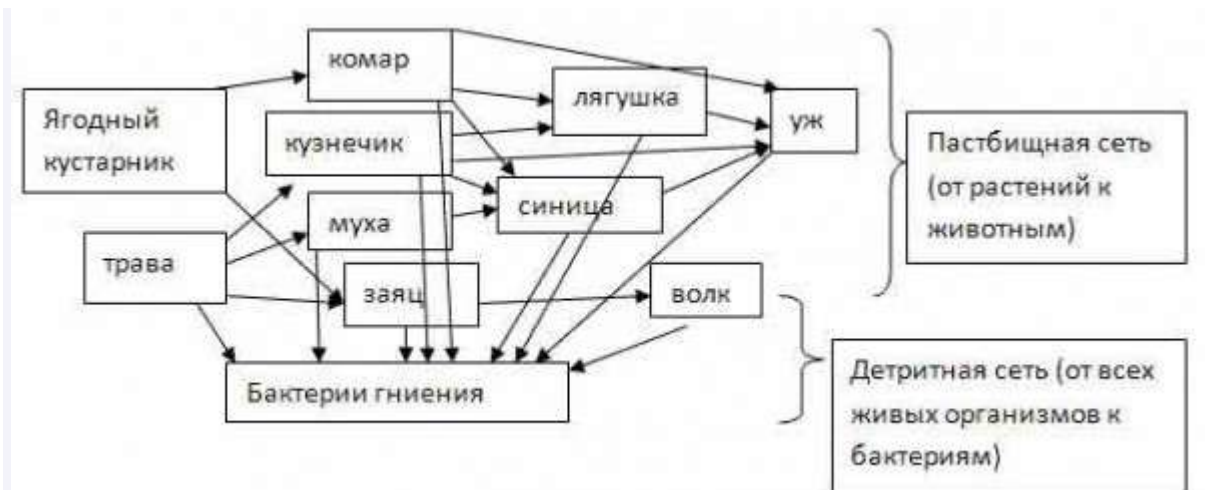 комар
лягушка
уж
Ягодный
кустарник
кузнечик
Пастбищная сеть
(от растений к
животным)
синица
муха
трава
заяц
волк
Бактерии гниения
Детритная сеть (от всех
живых организмов к
бактериям)